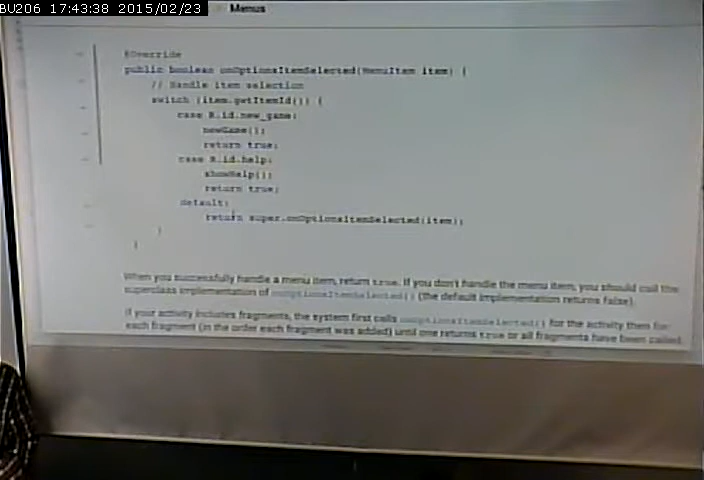 BU206 17:43:38 2015/02/23
Menus
@Override
public boolean onOptionsItemSelected(MenuItem item) {
// Handle item selection
switch (item.getItemId()) {
case R.id.new_game:
newGame();
return true;
case R.id.help:
showHelp();
return true;
default:
return super.onOptionsItemSelected(item);
}
}
When you successfully handle a menu item, return true. If you don't handle the menu item, you should call the
superclass implementation of onOptionsItemSelected() (the default implementation returns false).
If your activity includes fragments, the system first calls onOptionsItemSelected() for the activity then for
each fragment (in the order each fragment was added) until one returns true or all fragments have been called.